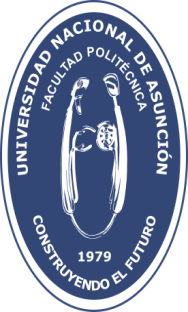 UNIVERSIDAD NACIONAL DE ASUNCIÓN
FACULTAD POLITÉCNICA
1979
CONSTRUYENDO EL FUTURO